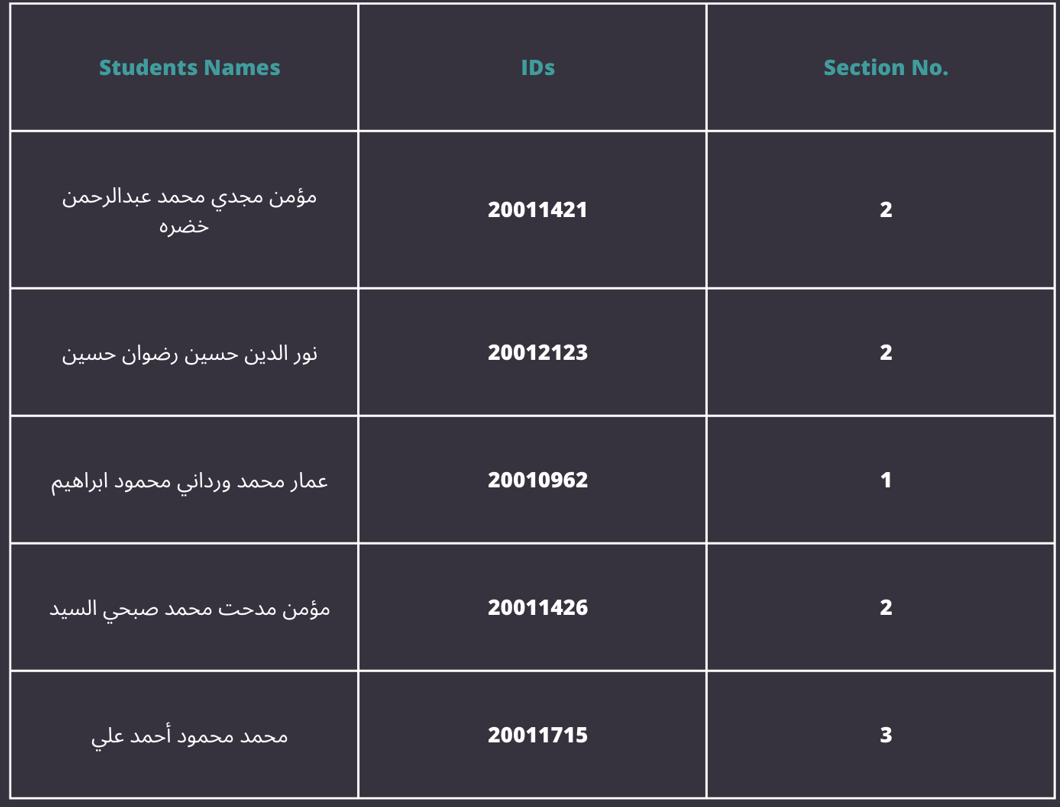 Students Names
IDs
Section No.
مؤمن مجدي محمد عبدالرحمن
خضره
20011421
2
نور الدين حسين رضوان حسين
20012123
2
عمار محمد ورداني محمود ابراهيم
20010962
1
مؤمن مدحت محمد صبحي السيد
20011426
2
محمد محمود أحمد علي
20011715
3